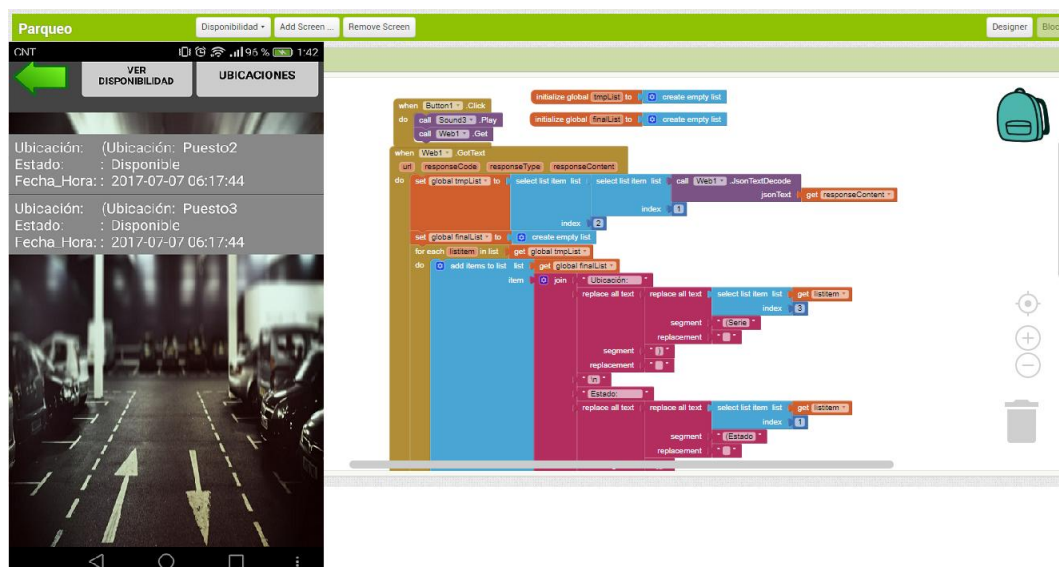 Parqueo
Disponibilidad
Add Screen ...
Remove Screen
Designer
Bloc
CNT
96 %
1:42
VER
DISPONIBILIDAD
UBICACIONES
Ubicación: (Ubicación: Puesto2
Estado: : Disponible
Fecha_Hora: : 2017-07-07 06:17:44
Ubicación: (Ubicación: Puesto3
Estado: : Disponible
Fecha_Hora: : 2017-07-07 06:17:44
when Button1 .Click
do call Sound3 .Play
call Web1 .Get
initialize global tmpList to create empty list
initialize global finalList to create empty list
when Web1 .GotText
url responseCode responseType responseContent
do set global tmpList to select list item list select list item list call Web1 .JsonTextDecode
jsonText get responseContent
index 1
index 2
set global finalList to create empty list
for each listitem in list get global tmpList
do add items to list list get global finalList
item join " Ubicación: "
replace all text replace all text select list item list get listitem
index 3
segment " (Serie "
replacement " "
segment " ) "
replacement " "
" \n "
" Estado: "
replace all text replace all text select list item list get listitem
index 1
segment " (Estado "
replacement " "